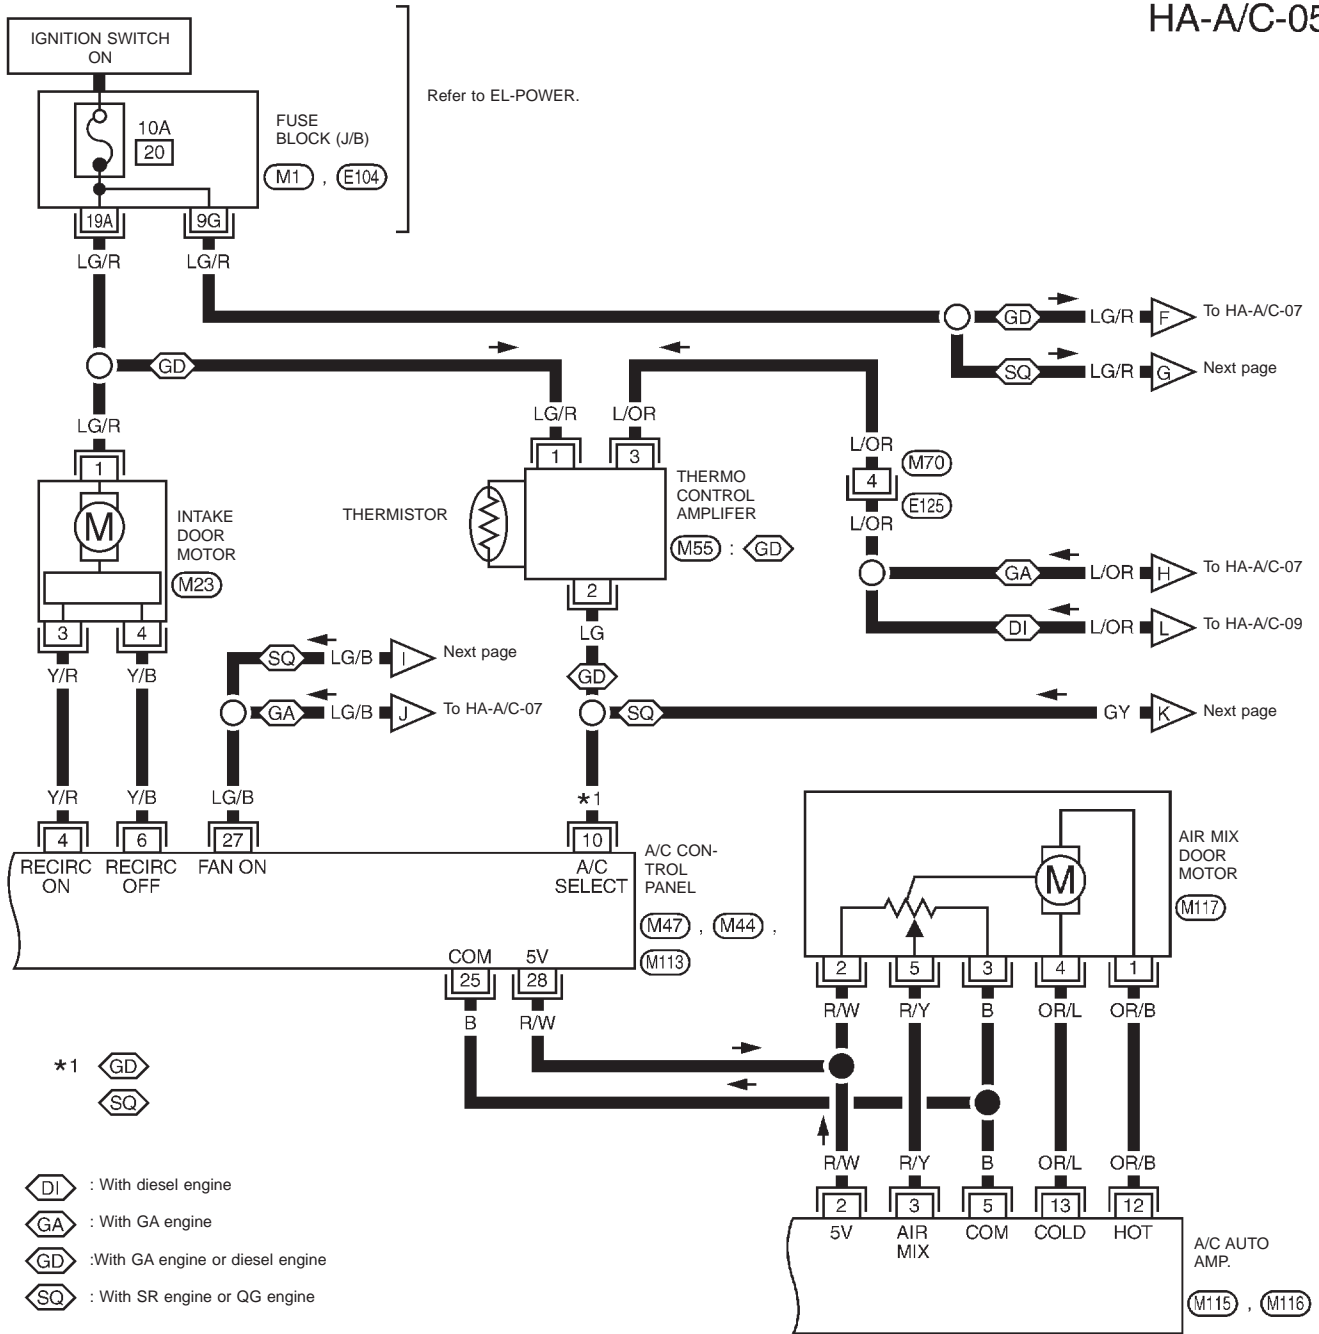 HA-A/C-05
IGNITION SWITCH
ON
Refer to EL-POWER.
10A
20
FUSE
BLOCK (J/B)
M1 , E104
19A 9G
LG/R LG/R
GD LG/R F To HA-A/C-07
GD
SQ LG/R G Next page
LG/R L/OR
LG/R
1
1 3
L/OR
M70
4
E125
L/OR
M
INTAKE
DOOR
MOTOR
M23
THERMISTOR
THERMO
CONTROL
AMPLIFER
M55 : GD
GA L/OR H To HA-A/C-07
2
3 4
LG
DI L/OR L To HA-A/C-09
Y/R Y/B
SQ LG/B I Next page
GD
GA LG/B J To HA-A/C-07
SQ GY K Next page
Y/R Y/B LG/B *1
4 6 27 10
RECIRC
ON
RECIRC
OFF
FAN ON
A/C
SELECT
A/C CON-
TROL
PANEL
M47 , M44 ,
M113
M
AIR MIX
DOOR
MOTOR
M117
COM 5V
25 28
B R/W
2 5 3 4 1
R/W R/Y B OR/L OR/B
*1 GD
SQ
R/W R/Y B OR/L OR/B
2 3 5 13 12
5V
AIR
MIX
COM COLD HOT
A/C AUTO
AMP.
M115 , M116
DI : With diesel engine
GA : With GA engine
GD :With GA engine or diesel engine
SQ : With SR engine or QG engine